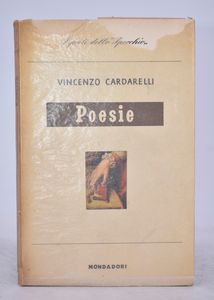 I poeti dello Specchio
VINCENZO CARDARELLI
Poesie
MONDADORI